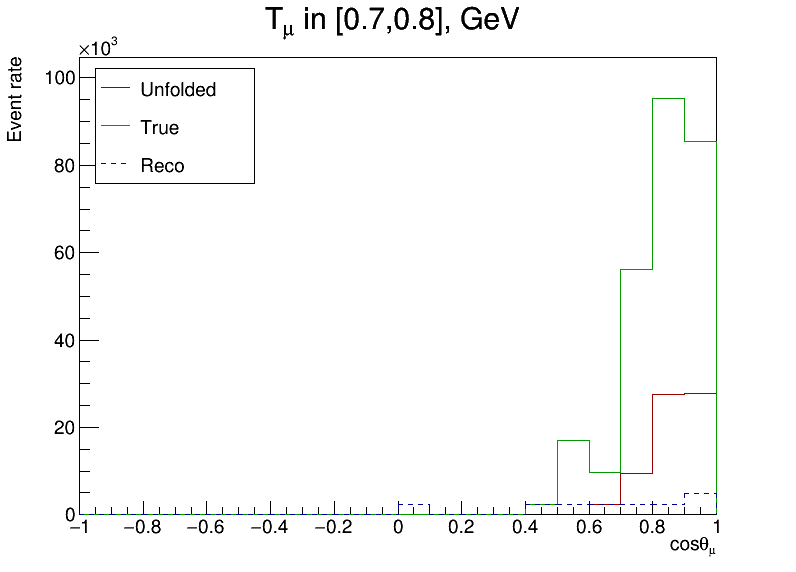 T_μ in [0.7,0.8], GeV
×10³
Event rate
Unfolded
True
Reco
100
80
60
40
20
0
−1 −0.8 −0.6 −0.4 −0.2 0 0.2 0.4 0.6 0.8 1
cosθ_μ